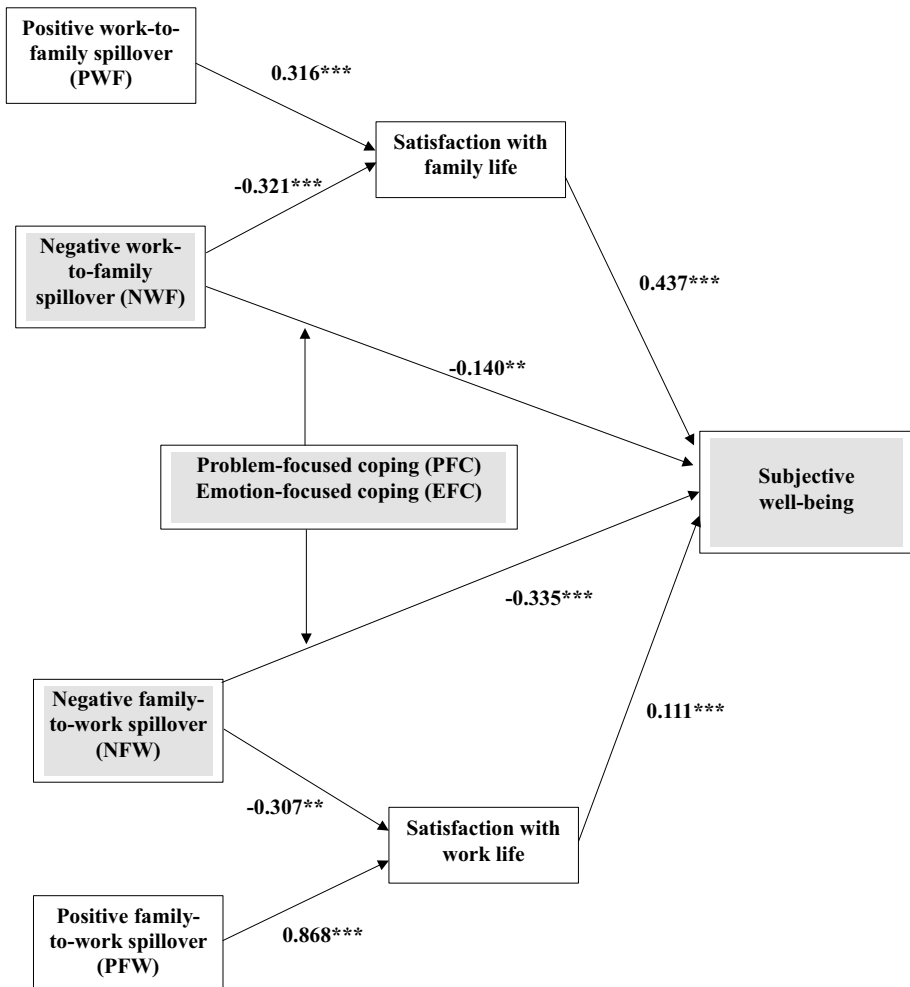 Positive work-to-
family spillover
(PWF)
0.316***
Satisfaction with
family life
-0.321***
Negative work-
to-family
spillover (NWF)
0.437***
-0.140**
Problem-focused coping (PFC)
Emotion-focused coping (EFC)
Subjective
well-being
-0.335***
Negative family-
to-work spillover
(NFW)
0.111***
-0.307**
Satisfaction with
work life
Positive family-
to-work spillover
(PFW)
0.868***